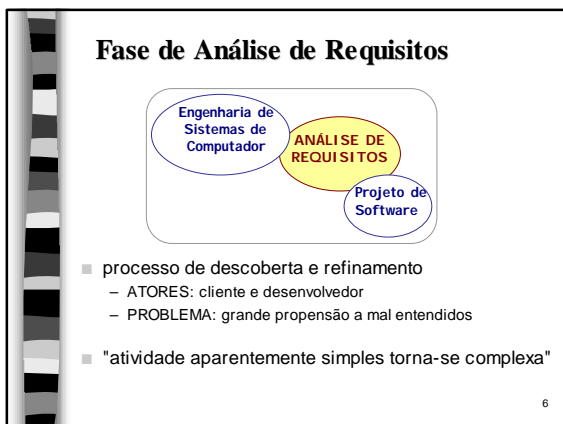 Fase de Análise de Requisitos
Engenharia de
Sistemas de
Computador
ANÁLISE DE
REQUISITOS
Projeto de
Software
processo de descoberta e refinamento
– ATORES: cliente e desenvolvedor
– PROBLEMA: grande propensão a mal entendidos
"atividade aparentemente simples torna-se complexa"
6